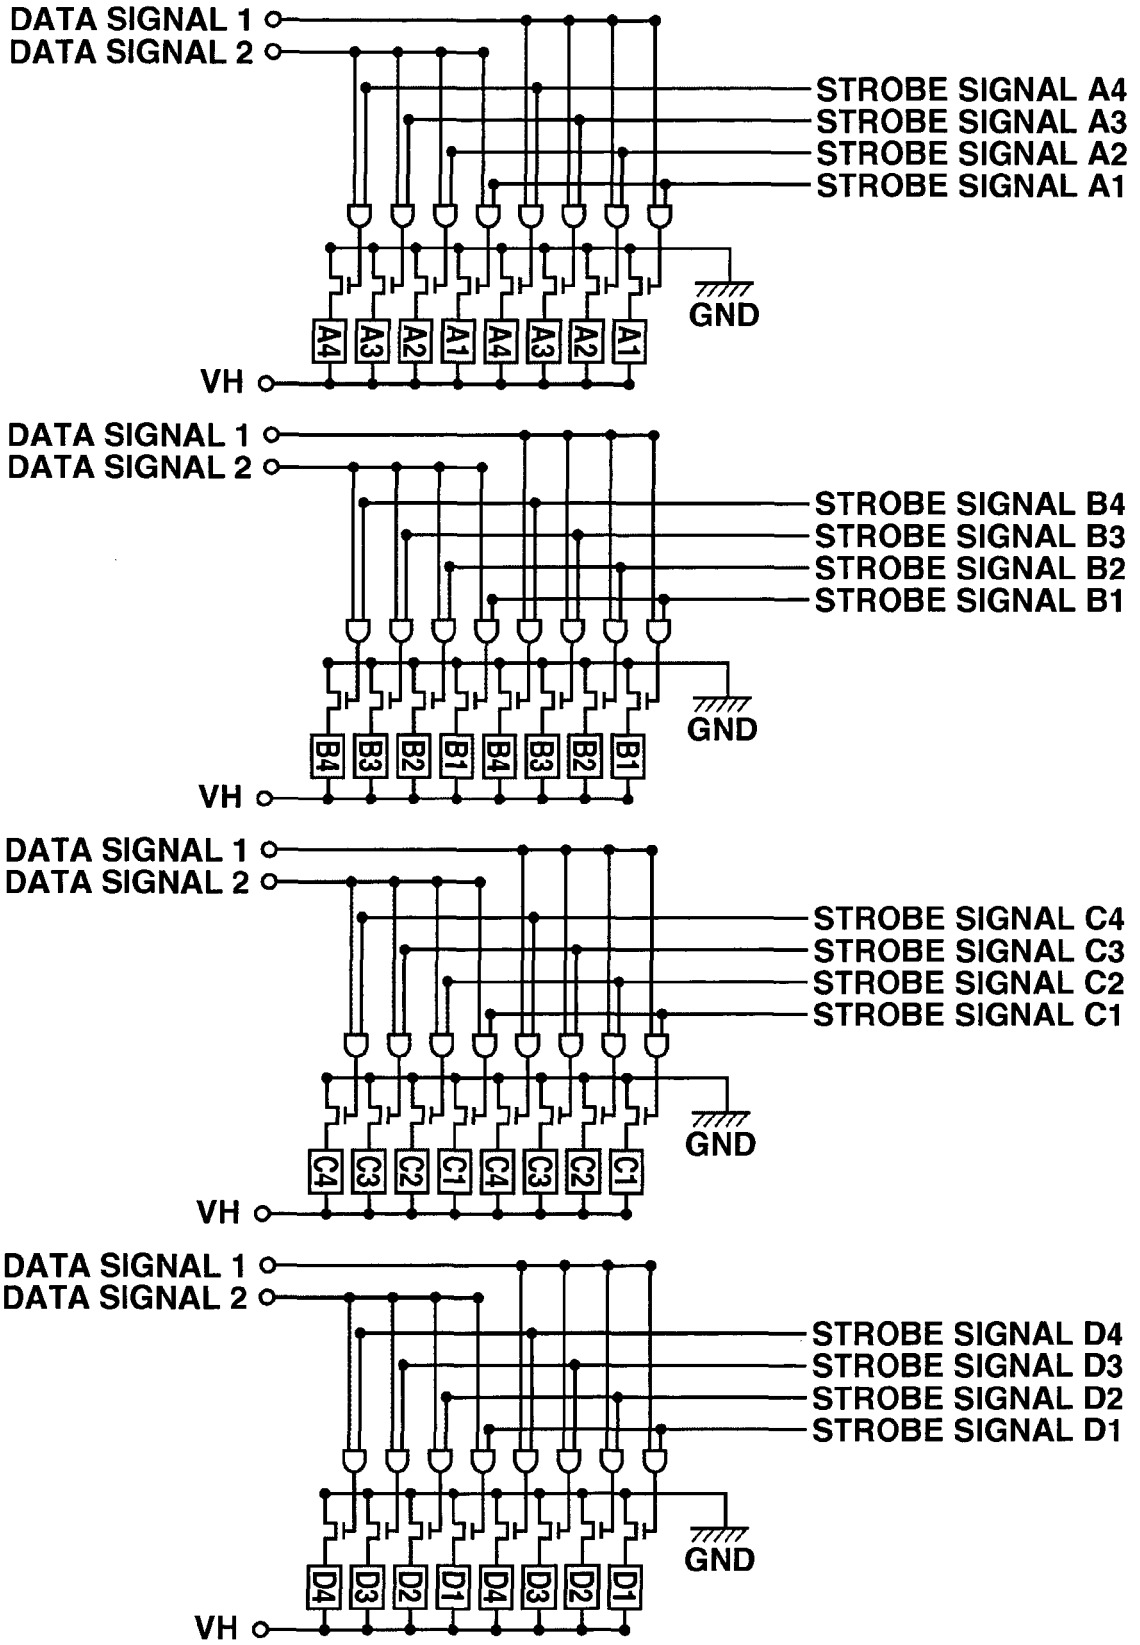 DATA SIGNAL 1
DATA SIGNAL 2
STROBE SIGNAL A4
STROBE SIGNAL A3
STROBE SIGNAL A2
STROBE SIGNAL A1
GND
A4 A3 A2 A1 A4 A3 A2 A1
VH
DATA SIGNAL 1
DATA SIGNAL 2
STROBE SIGNAL B4
STROBE SIGNAL B3
STROBE SIGNAL B2
STROBE SIGNAL B1
GND
B4 B3 B2 B1 B4 B3 B2 B1
VH
DATA SIGNAL 1
DATA SIGNAL 2
STROBE SIGNAL C4
STROBE SIGNAL C3
STROBE SIGNAL C2
STROBE SIGNAL C1
GND
C4 C3 C2 C1 C4 C3 C2 C1
VH
DATA SIGNAL 1
DATA SIGNAL 2
STROBE SIGNAL D4
STROBE SIGNAL D3
STROBE SIGNAL D2
STROBE SIGNAL D1
GND
D4 D3 D2 D1 D4 D3 D2 D1
VH